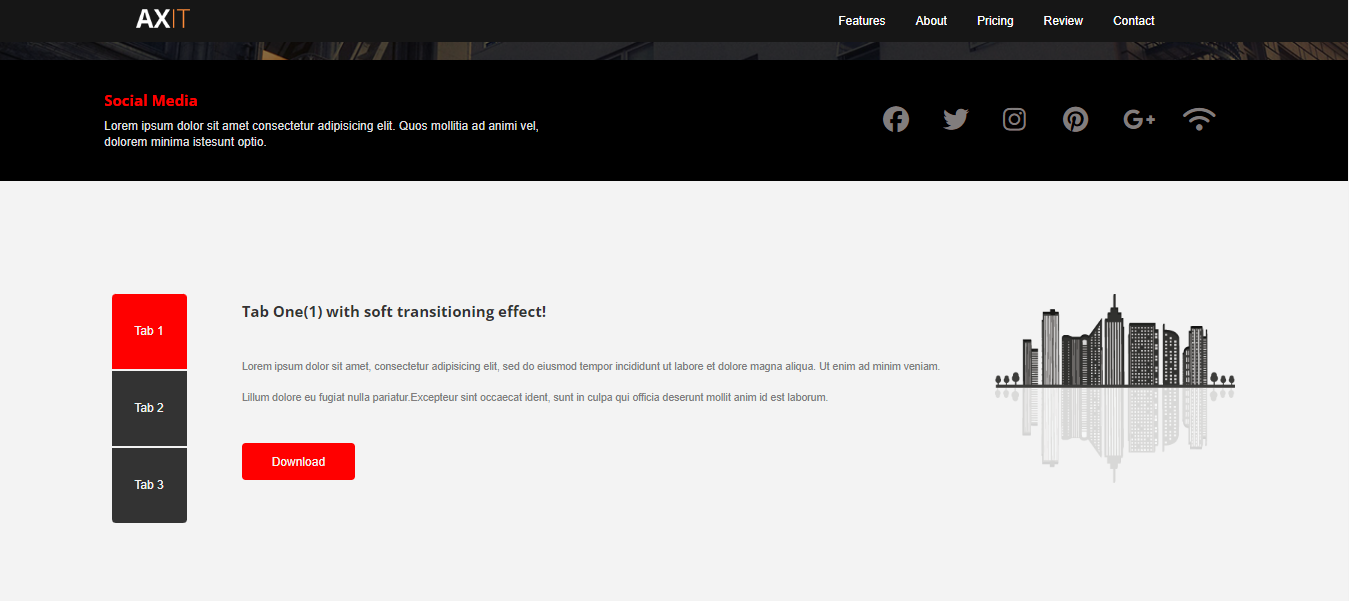 AXIT
Features About Pricing Review Contact
Social Media
Lorem ipsum dolor sit amet consectetur adipisicing elit. Quos mollitia ad animi vel,
dolorem minima istesunt optio.
G+
Tab 1
Tab 2
Tab 3
Tab One(1) with soft transitioning effect!
Lorem ipsum dolor sit amet, consectetur adipisicing elit, sed do eiusmod tempor incididunt ut labore et dolore magna aliqua. Ut enim ad minim veniam.
Lillum dolore eu fugiat nulla pariatur.Excepteur sint occaecat ident, sunt in culpa qui officia deserunt mollit anim id est laborum.
Download